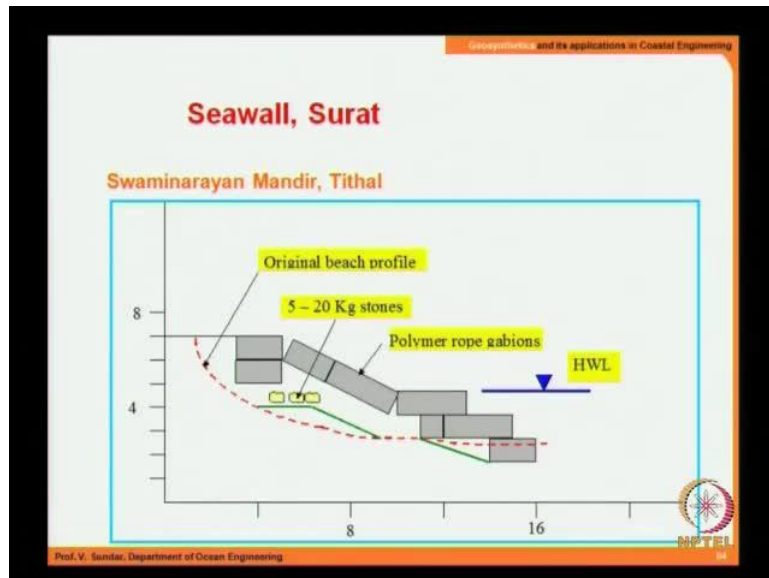 Geosynthetics and its applications in Coastal Engineering
Seawall, Surat
Swaminarayan Mandir, Tithal
Original beach profile
8
5 – 20 Kg stones
Polymer rope gabions
HWL
4
8
16
NPTEL
Prof. V. Sundar, Department of Ocean Engineering